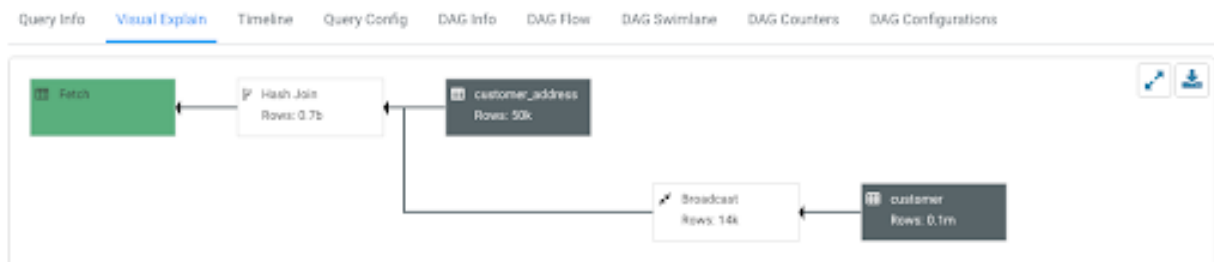 Query Info Visual Explain Timeline Query Config DAG Info DAG Flow DAG Swimlane DAG Counters DAG Configurations
Fetch
Hash Join
Rows: 0.7b
customer_address
Rows: 50k
Broadcast
Rows: 14k
customer
Rows: 0.1m